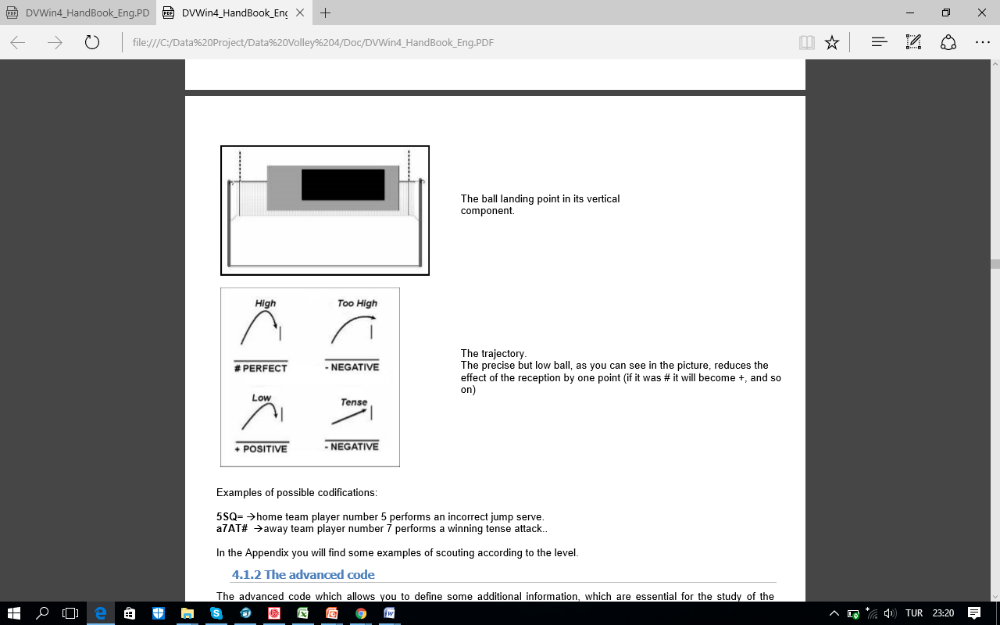 DVWin4_HandBook_Eng.PD
DVWin4_HandBook_Eng
file:///C:/Data%20Project/Data%20Volley%204/Doc/DVWin4_HandBook_Eng.PDF
The ball landing point in its vertical
component.
High
Too High
# PERFECT
- NEGATIVE
Low
Tense
+ POSITIVE
- NEGATIVE
The trajectory.
The precise but low ball, as you can see in the picture, reduces the
effect of the reception by one point (if it was # it will become +, and so
on)
Examples of possible codifications:
5SQ= →home team player number 5 performs an incorrect jump serve.
a7AT# →away team player number 7 performs a winning tense attack..
In the Appendix you will find some examples of scouting according to the level.
4.1.2 The advanced code
The advanced code which allows you to define some additional information, which are essential for the study of the
TUR
23:20